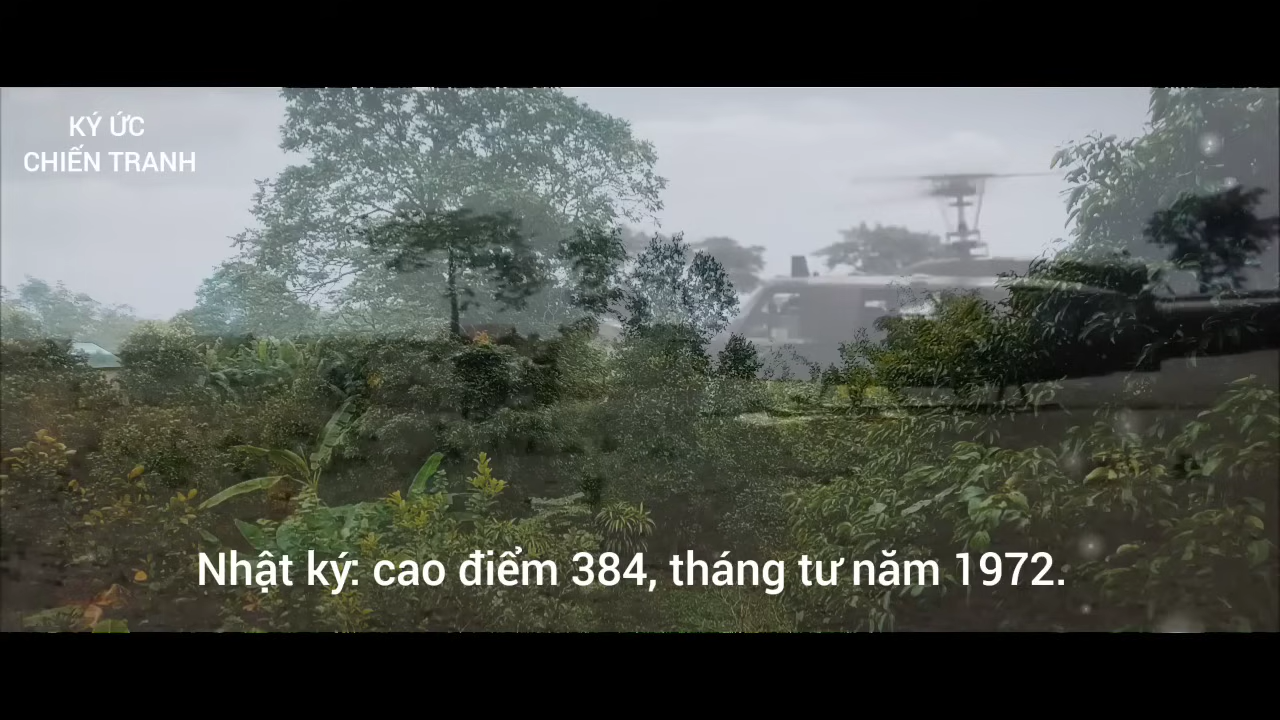 KÝ ỨC
CHIẾN TRANH
Nhật ký: cao điểm 384, tháng tư năm 1972.